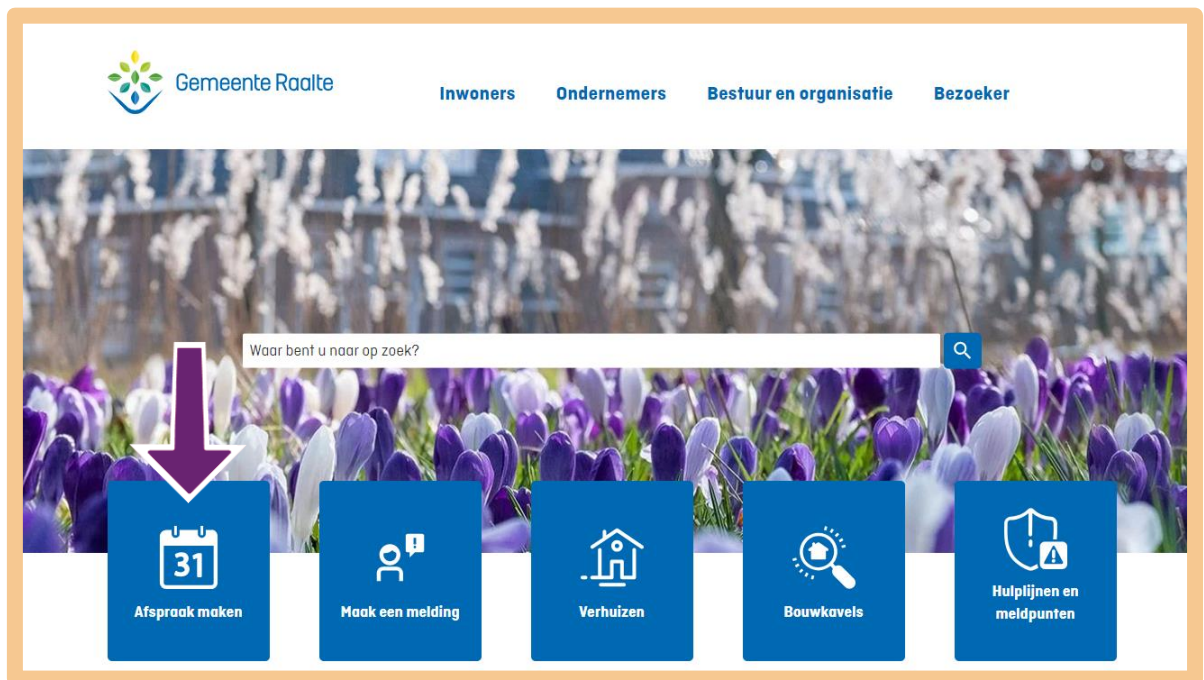 Gemeente Raalte
Inwoners Ondernemers Bestuur en organisatie Bezoeker
Waar bent u naar op zoek?
31
Afspraak maken
Maak een melding
Verhuizen
Bouwkavels
Hulplijnen en
meldpunten